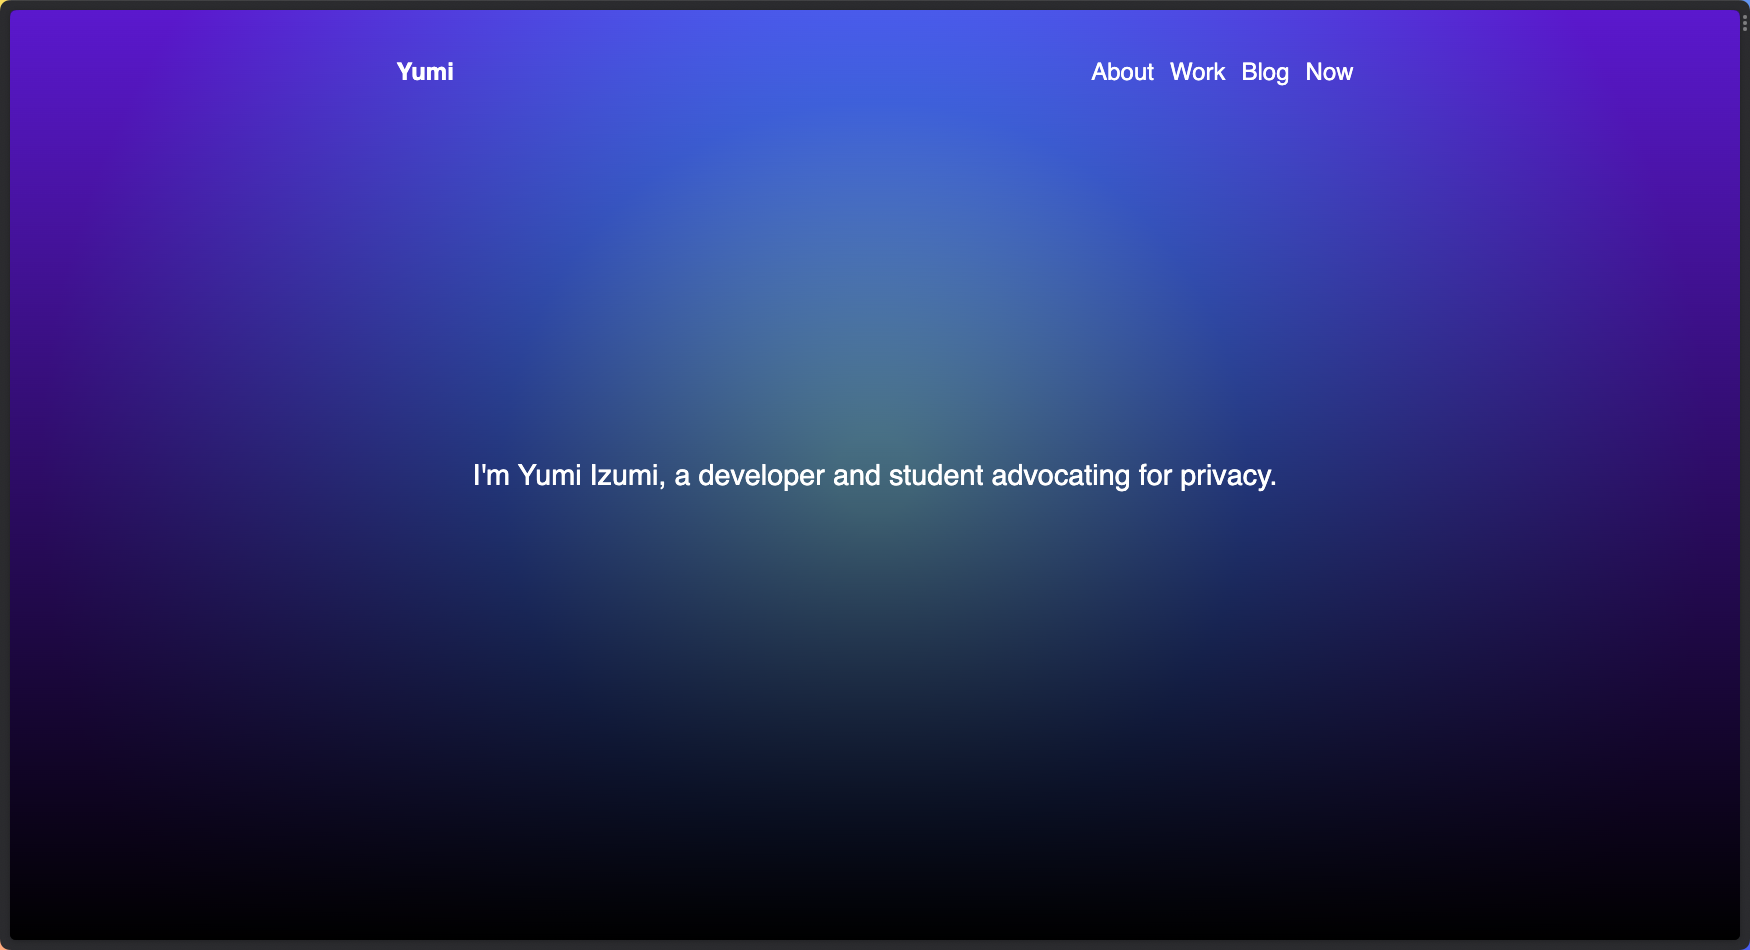 Yumi
About Work Blog Now
I'm Yumi Izumi, a developer and student advocating for privacy.